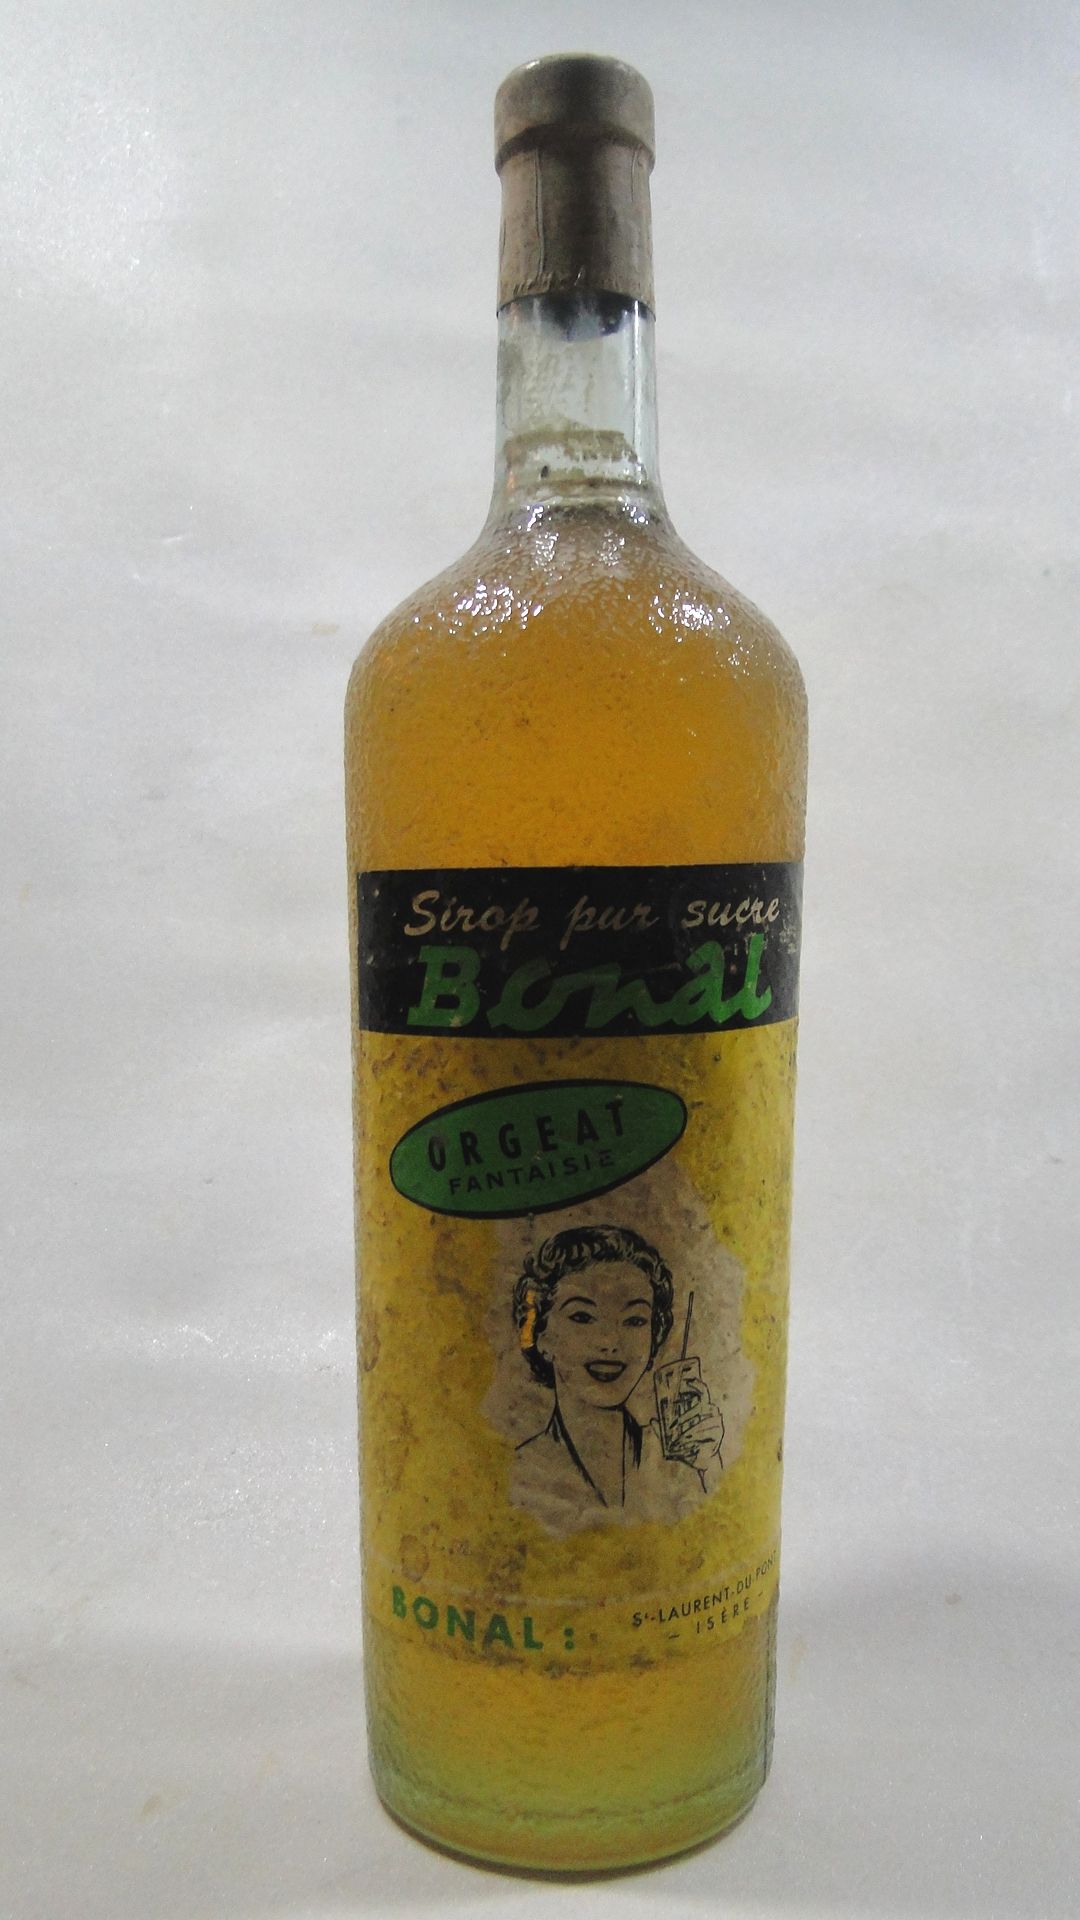 Sirop pur sucre
Bonal
ORGEAT
FANTAISIE
BONAL :
St-LAURENT-DU-PONT
- ISÈRE -